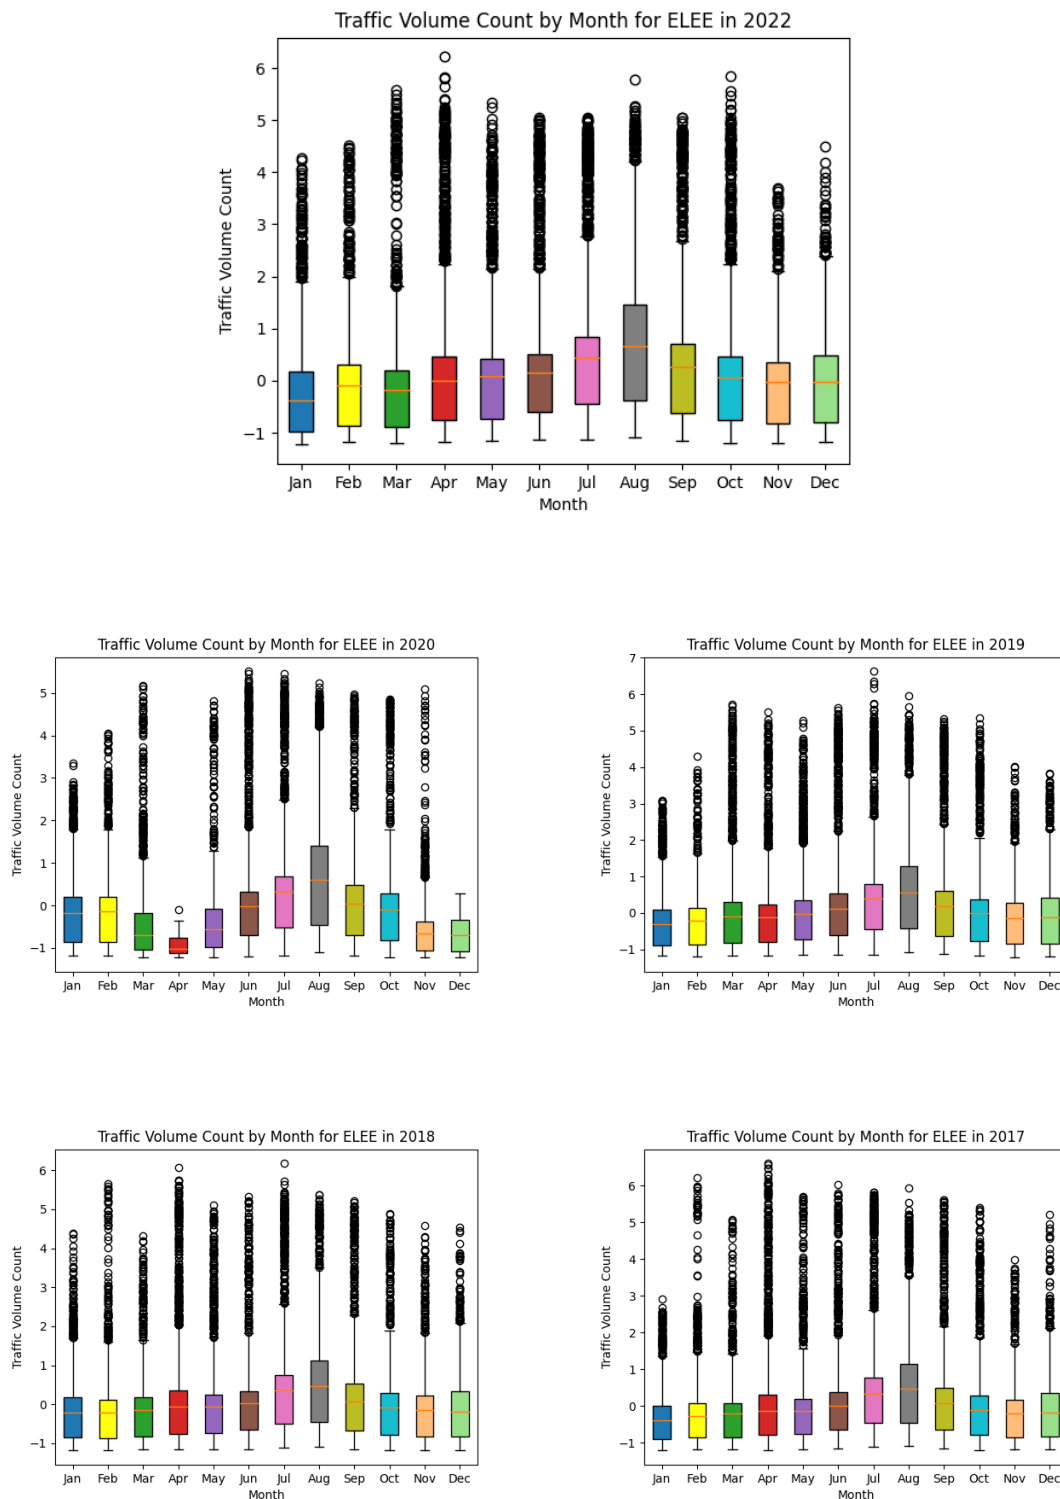 Traffic Volume Count by Month for ELEE in 2022
Traffic Volume Count
6
5
4
3
2
1
0
−1
Jan Feb Mar Apr May Jun Jul Aug Sep Oct Nov Dec
Month
Traffic Volume Count by Month for ELEE in 2020
Traffic Volume Count
5
4
3
2
1
0
−1
Jan Feb Mar Apr May Jun Jul Aug Sep Oct Nov Dec
Month
Traffic Volume Count by Month for ELEE in 2019
Traffic Volume Count
7
6
5
4
3
2
1
0
−1
Jan Feb Mar Apr May Jun Jul Aug Sep Oct Nov Dec
Month
Traffic Volume Count by Month for ELEE in 2018
Traffic Volume Count
6
5
4
3
2
1
0
−1
Jan Feb Mar Apr May Jun Jul Aug Sep Oct Nov Dec
Month
Traffic Volume Count by Month for ELEE in 2017
Traffic Volume Count
6
5
4
3
2
1
0
−1
Jan Feb Mar Apr May Jun Jul Aug Sep Oct Nov Dec
Month